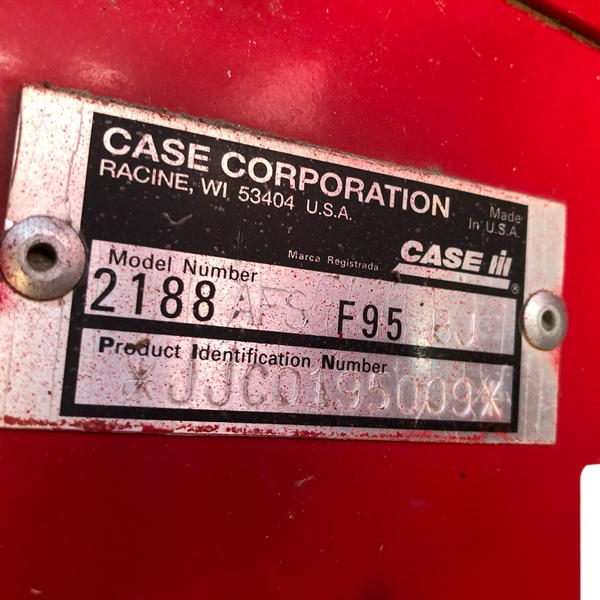 CASE CORPORATION
RACINE, WI 53404 U.S.A.
Made
In U.S.A.
Marca Registrada
CASE IH
®
Model Number
2188 AFS F95
Product Identification Number
*JJC0195009*